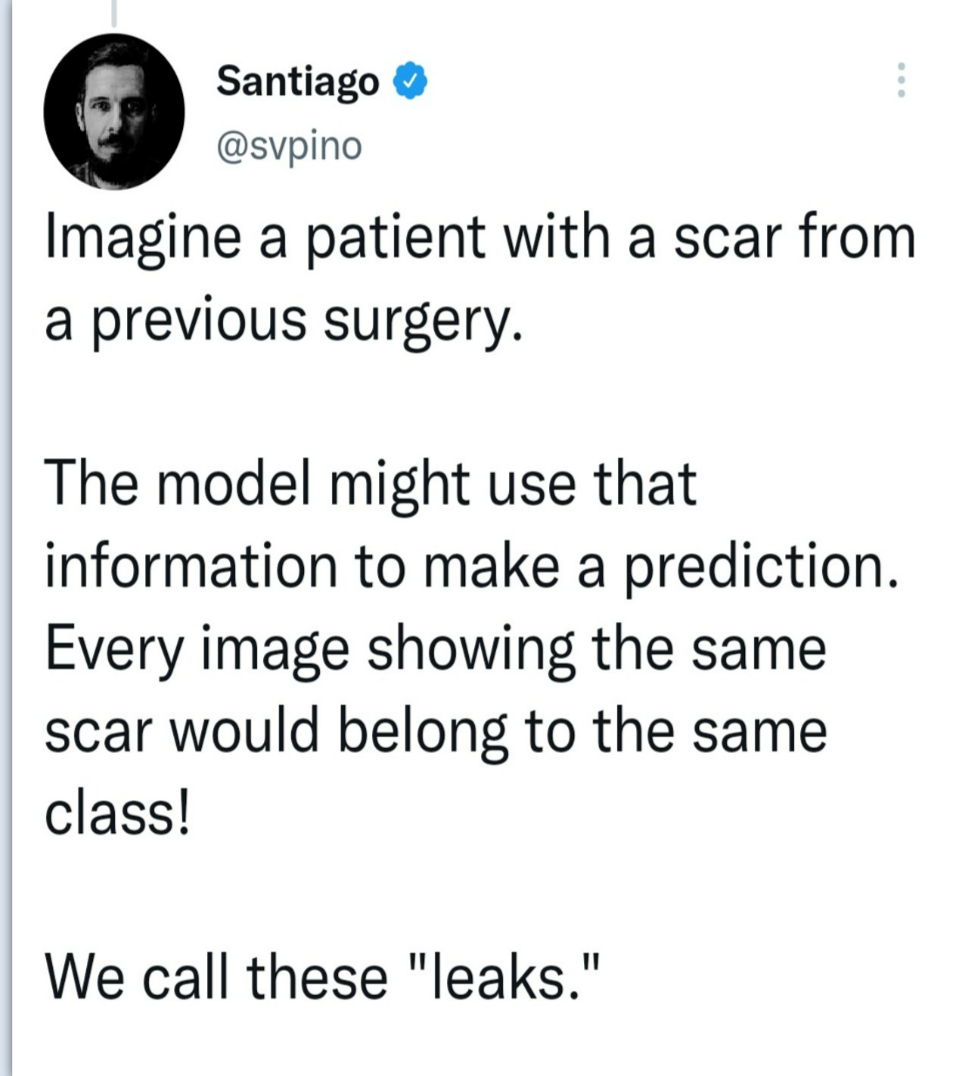 Santiago
@svpino
Imagine a patient with a scar from
a previous surgery.
The model might use that
information to make a prediction.
Every image showing the same
scar would belong to the same
class!
We call these "leaks."